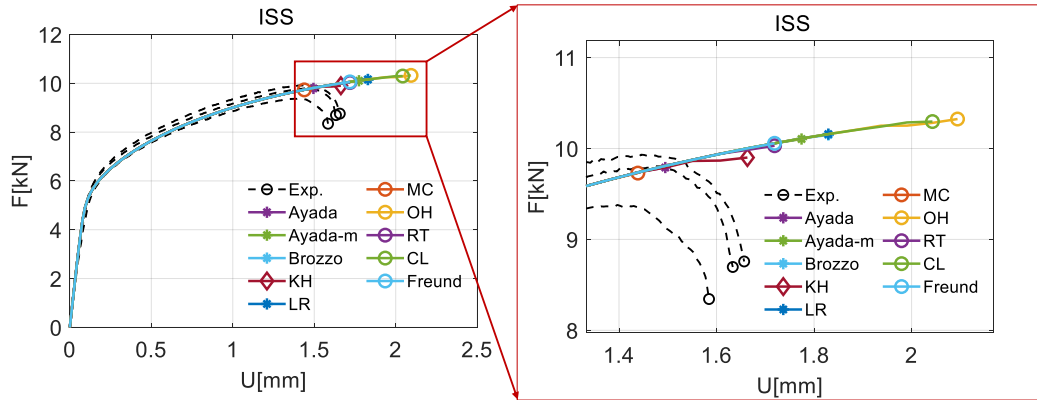 ISS
12
10
8
6
4
2
0
F[kN]
0
0.5
1
1.5
2
2.5
U[mm]
Exp.
Ayada
Ayada-m
Brozzo
KH
LR
MC
OH
RT
CL
Freund
ISS
11
10
9
8
F[kN]
1.4
1.6
1.8
2
U[mm]
Exp.
Ayada
Ayada-m
Brozzo
KH
LR
MC
OH
RT
CL
Freund